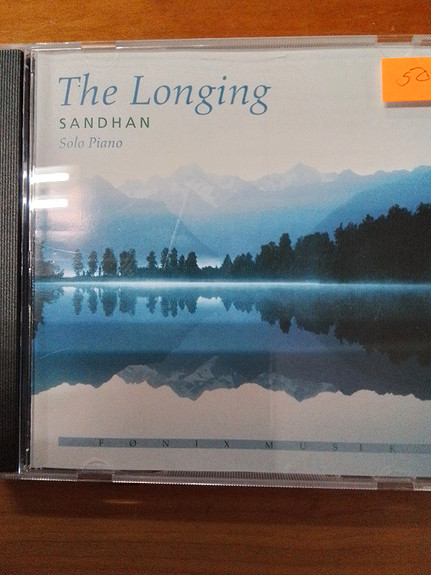 The Longing
SANDHAN
Solo Piano
50
FØNIX MUSIK